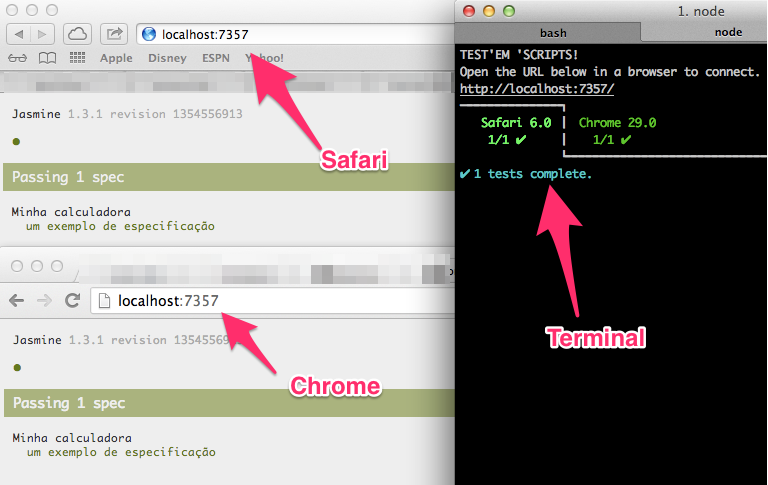 localhost:7357
Apple Disney ESPN Yahoo!
Jasmine 1.3.1 revision 1354556913
Passing 1 spec
Minha calculadora
um exemplo de especificação
Safari
localhost:7357
Jasmine 1.3.1 revision 13545569
Passing 1 spec
Minha calculadora
um exemplo de especificação
Chrome
1. node
bash node
TEST'EM 'SCRIPTS!
Open the URL below in a browser to connect.
http://localhost:7357/
Safari 6.0 | Chrome 29.0
1/1 ✔ | 1/1 ✔
✔ 1 tests complete.
Terminal